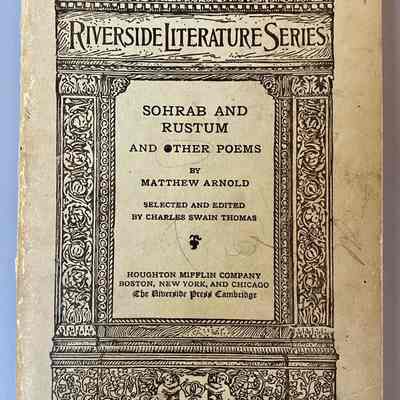 RIVERSIDE LITERATURE SERIES
SOHRAB AND
RUSTUM
AND OTHER POEMS
BY
MATTHEW ARNOLD
SELECTED AND EDITED
BY CHARLES SWAIN THOMAS
HOUGHTON MIFFLIN COMPANY
BOSTON, NEW YORK, AND CHICAGO
The Riverside Press Cambridge